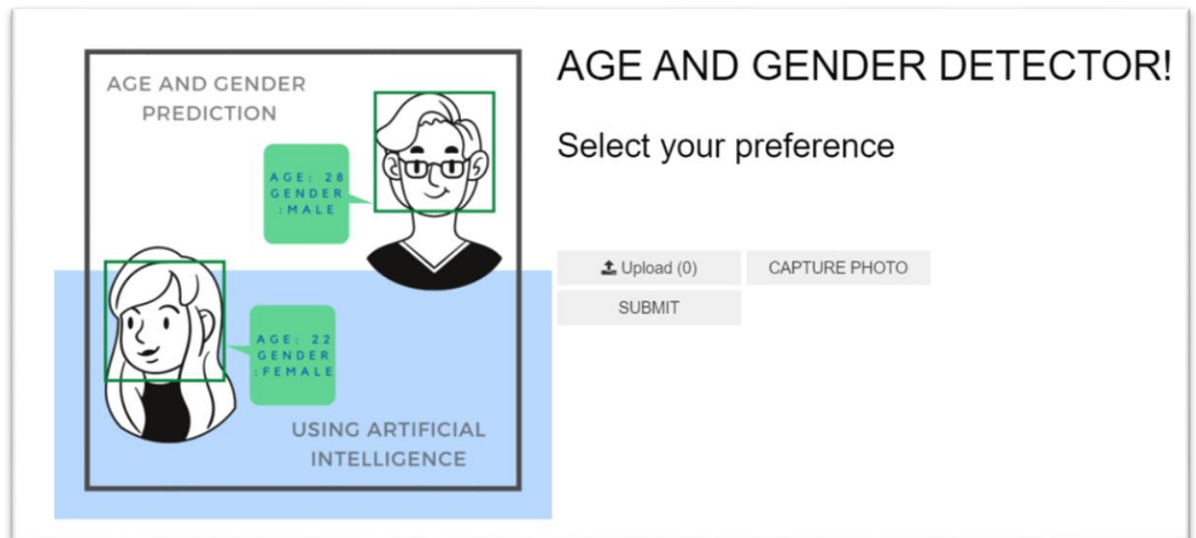 AGE AND GENDER
PREDICTION
AGE: 28
GENDER
:MALE
AGE: 22
GENDER
:FEMALE
USING ARTIFICIAL
INTELLIGENCE
AGE AND GENDER DETECTOR!
Select your preference
Upload (0)
CAPTURE PHOTO
SUBMIT